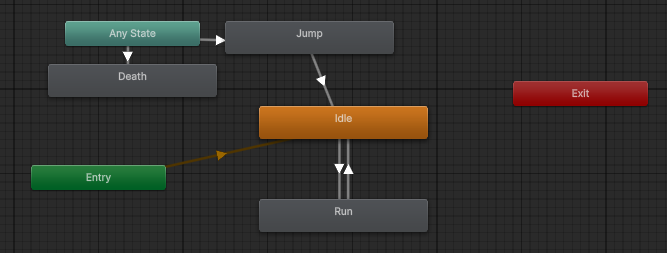 Any State
Jump
Death
Exit
Idle
Entry
Run